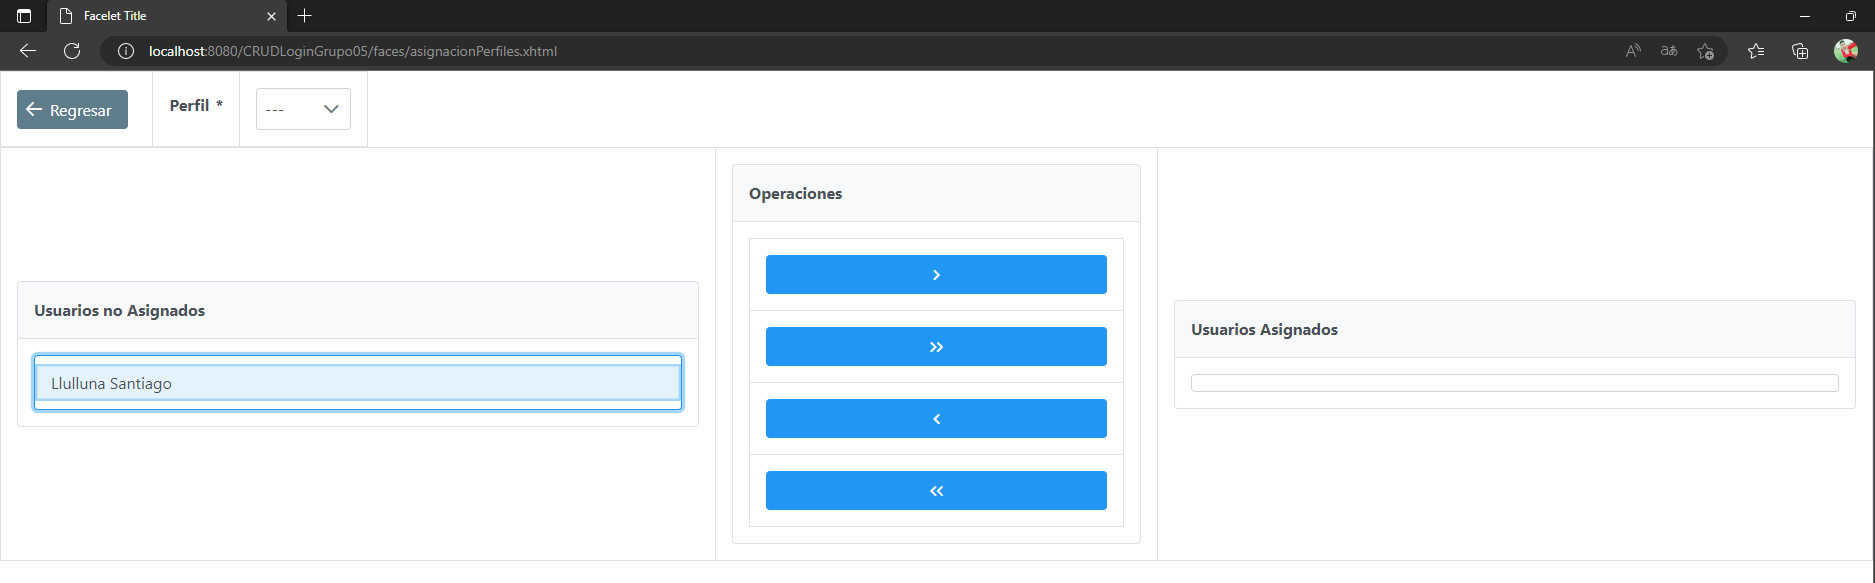 Facelet Title
localhost:8080/CRUDLoginGrupo05/faces/asignacionPerfiles.xhtml
Regresar
Perfil *
---
Operaciones
Usuarios no Asignados
Llulluna Santiago
Usuarios Asignados